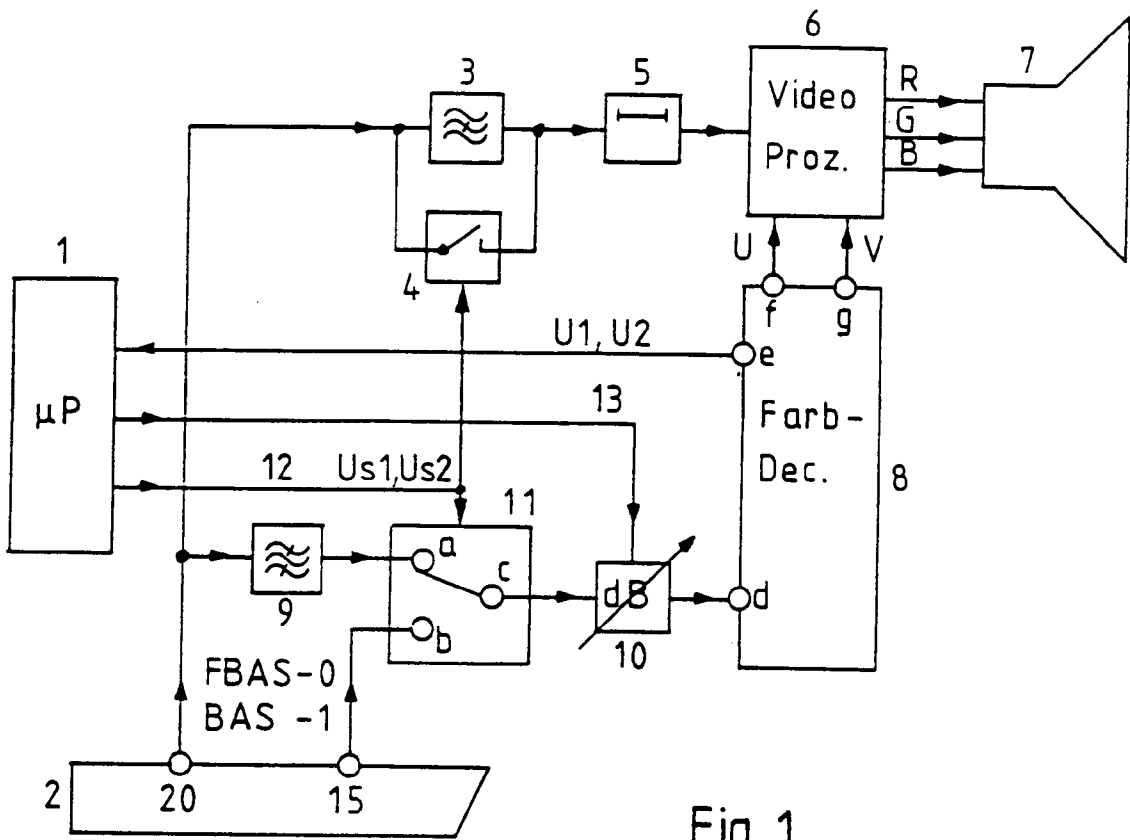 6
7
3
5
Video
Proz.
R
G
B
1
4
U
V
f
g
U1, U2
e
µP
13
Farb-
Dec.
8
12
Us1,Us2
11
a
c
b
9
dB
10
d
FBAS-0
BAS -1
2
20
15
Fig 1